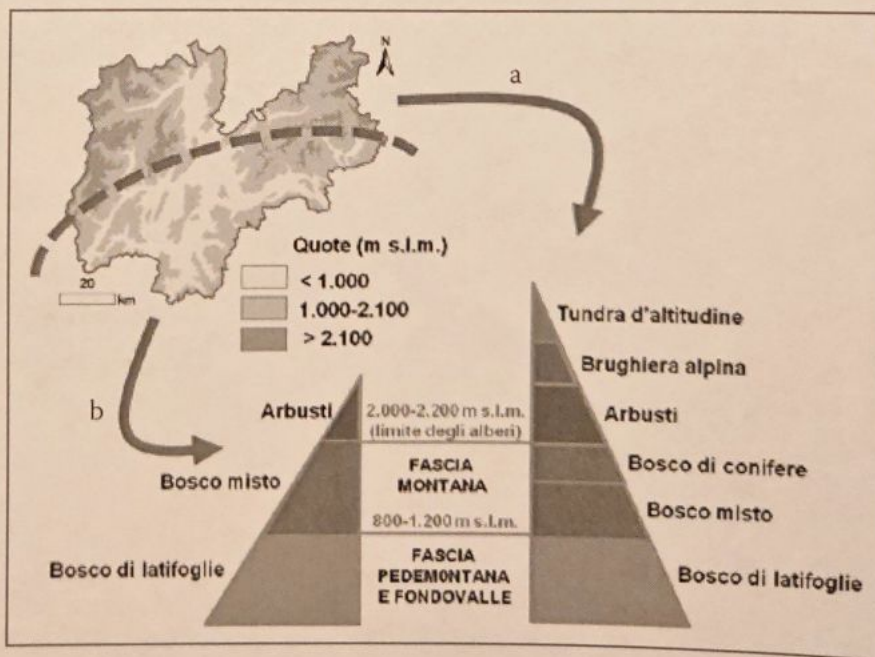 N
a
Quote (m s.l.m.)
< 1.000
1.000-2.100
> 2.100
20
km
b
Tundra d'altitudine
Brughiera alpina
Arbusti
Bosco di conifere
Bosco misto
Bosco di latifoglie
Arbusti
Bosco misto
Bosco di latifoglie
2.000-2.200 m s.l.m.
(limite degli alberi)
FASCIA
MONTANA
800-1.200 m s.l.m.
FASCIA
PEDEMONTANA
E FONDOVALLE